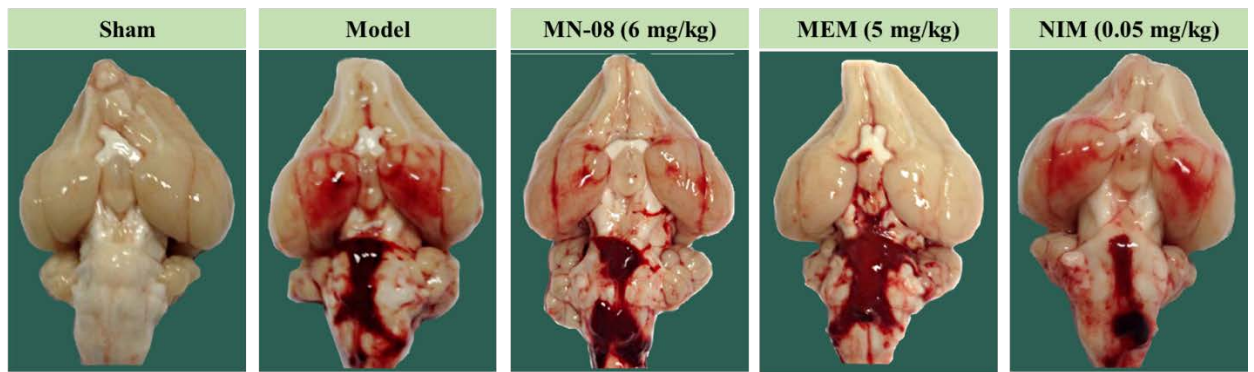 Sham
Model
MN-08 (6 mg/kg)
MEM (5 mg/kg)
NIM (0.05 mg/kg)